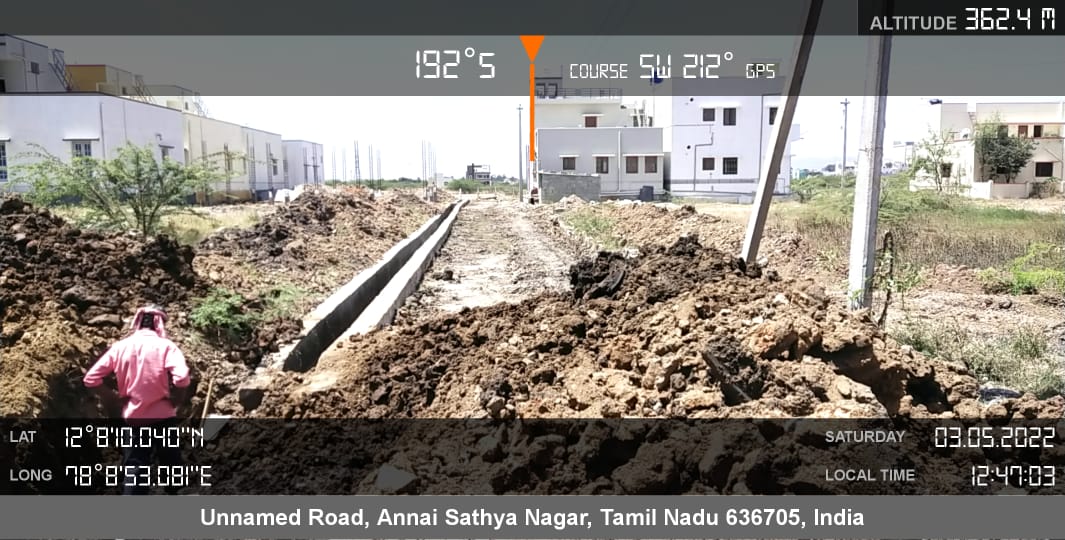 ALTITUDE 362.4 M
192°S
COURSE SW 212° GPS
LAT 12°8'10.040"N
LONG 78°8'53.081"E
SATURDAY 03.05.2022
LOCAL TIME 12:47:03
Unnamed Road, Annai Sathya Nagar, Tamil Nadu 636705, India